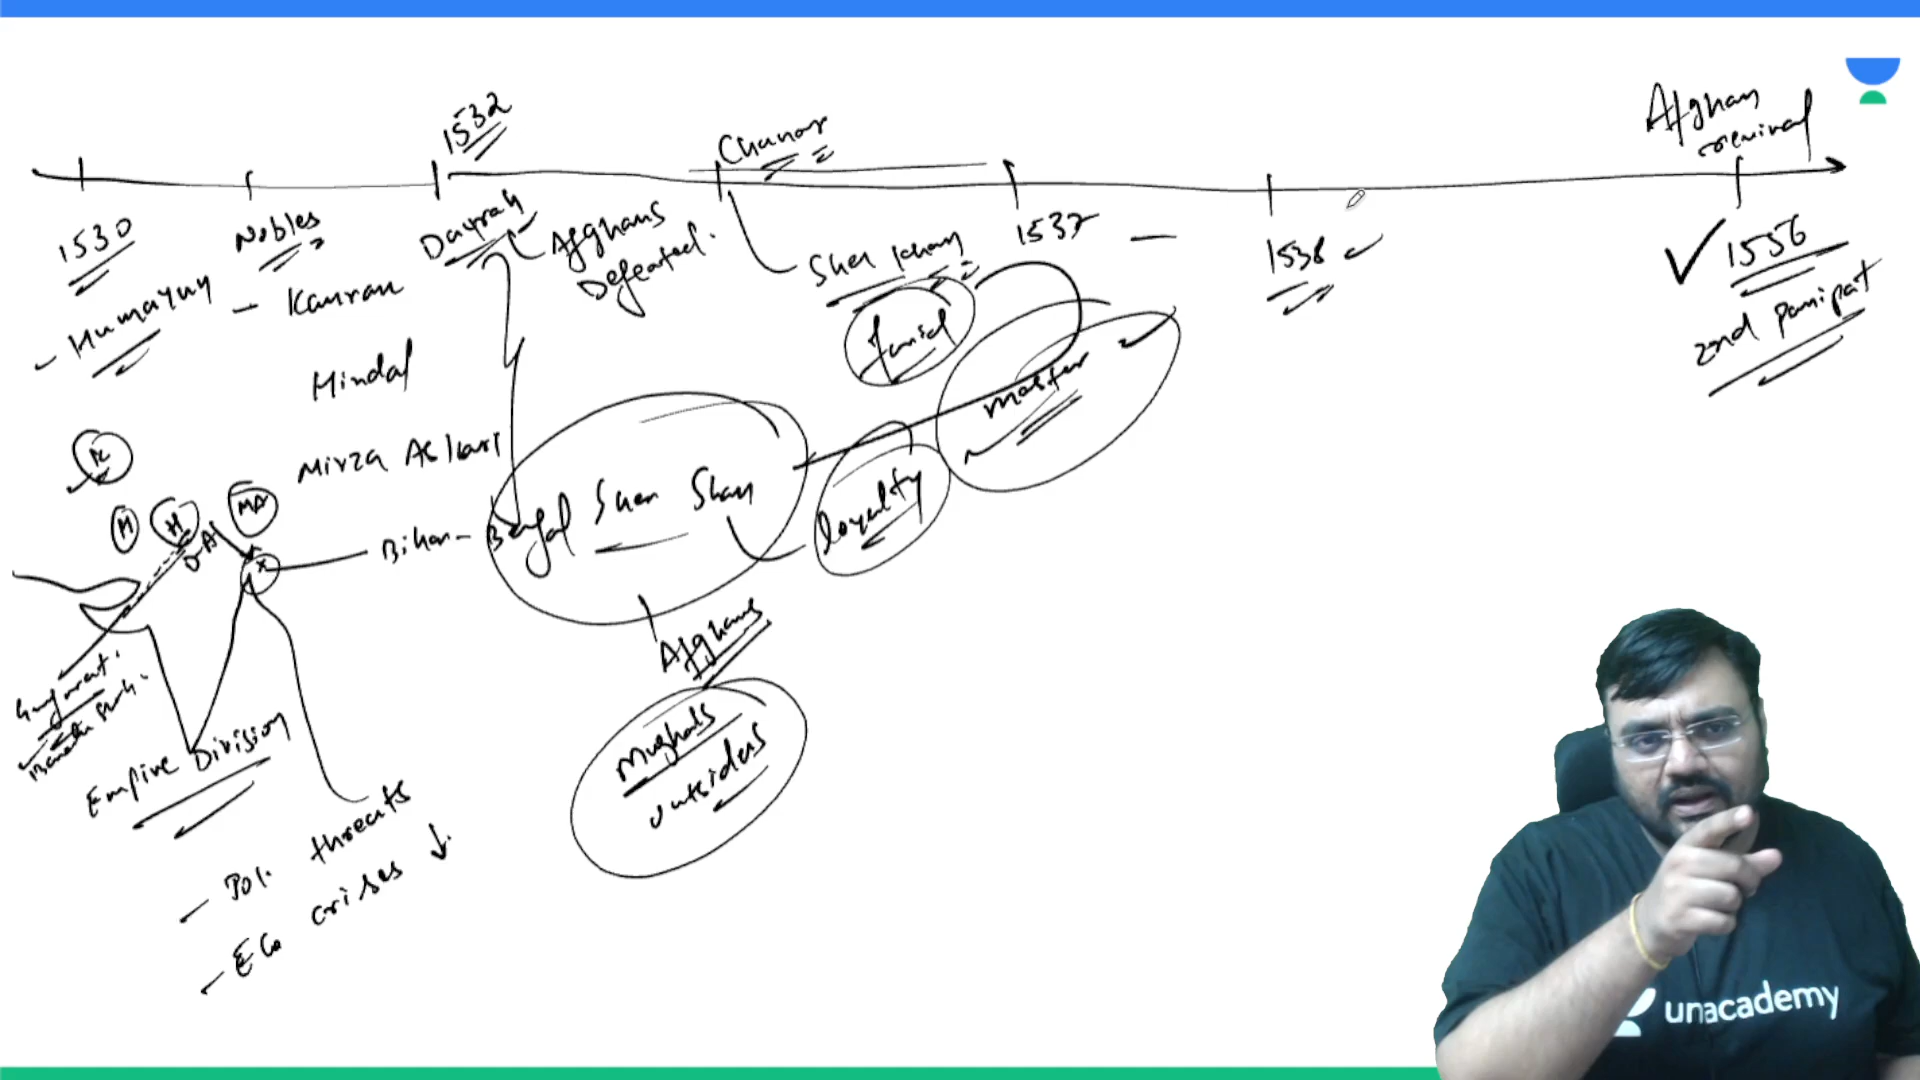 1532
Chunar
Afghan
revival
1530
Nobles
Dayrah
Afghans
Defeated.
Sher Khan
1537
1538
1556
2nd Panipat
- Humayun
- Kamran
Hindal
Mirza Askari
Farid
master
Sher Shah
loyalty
K
H
H
MA
Bihar - Bengal
Afghans
Mughals
outsiders
Gujarat.
Empire Division
- Pol. threats
- Eco crises ↓
unacademy